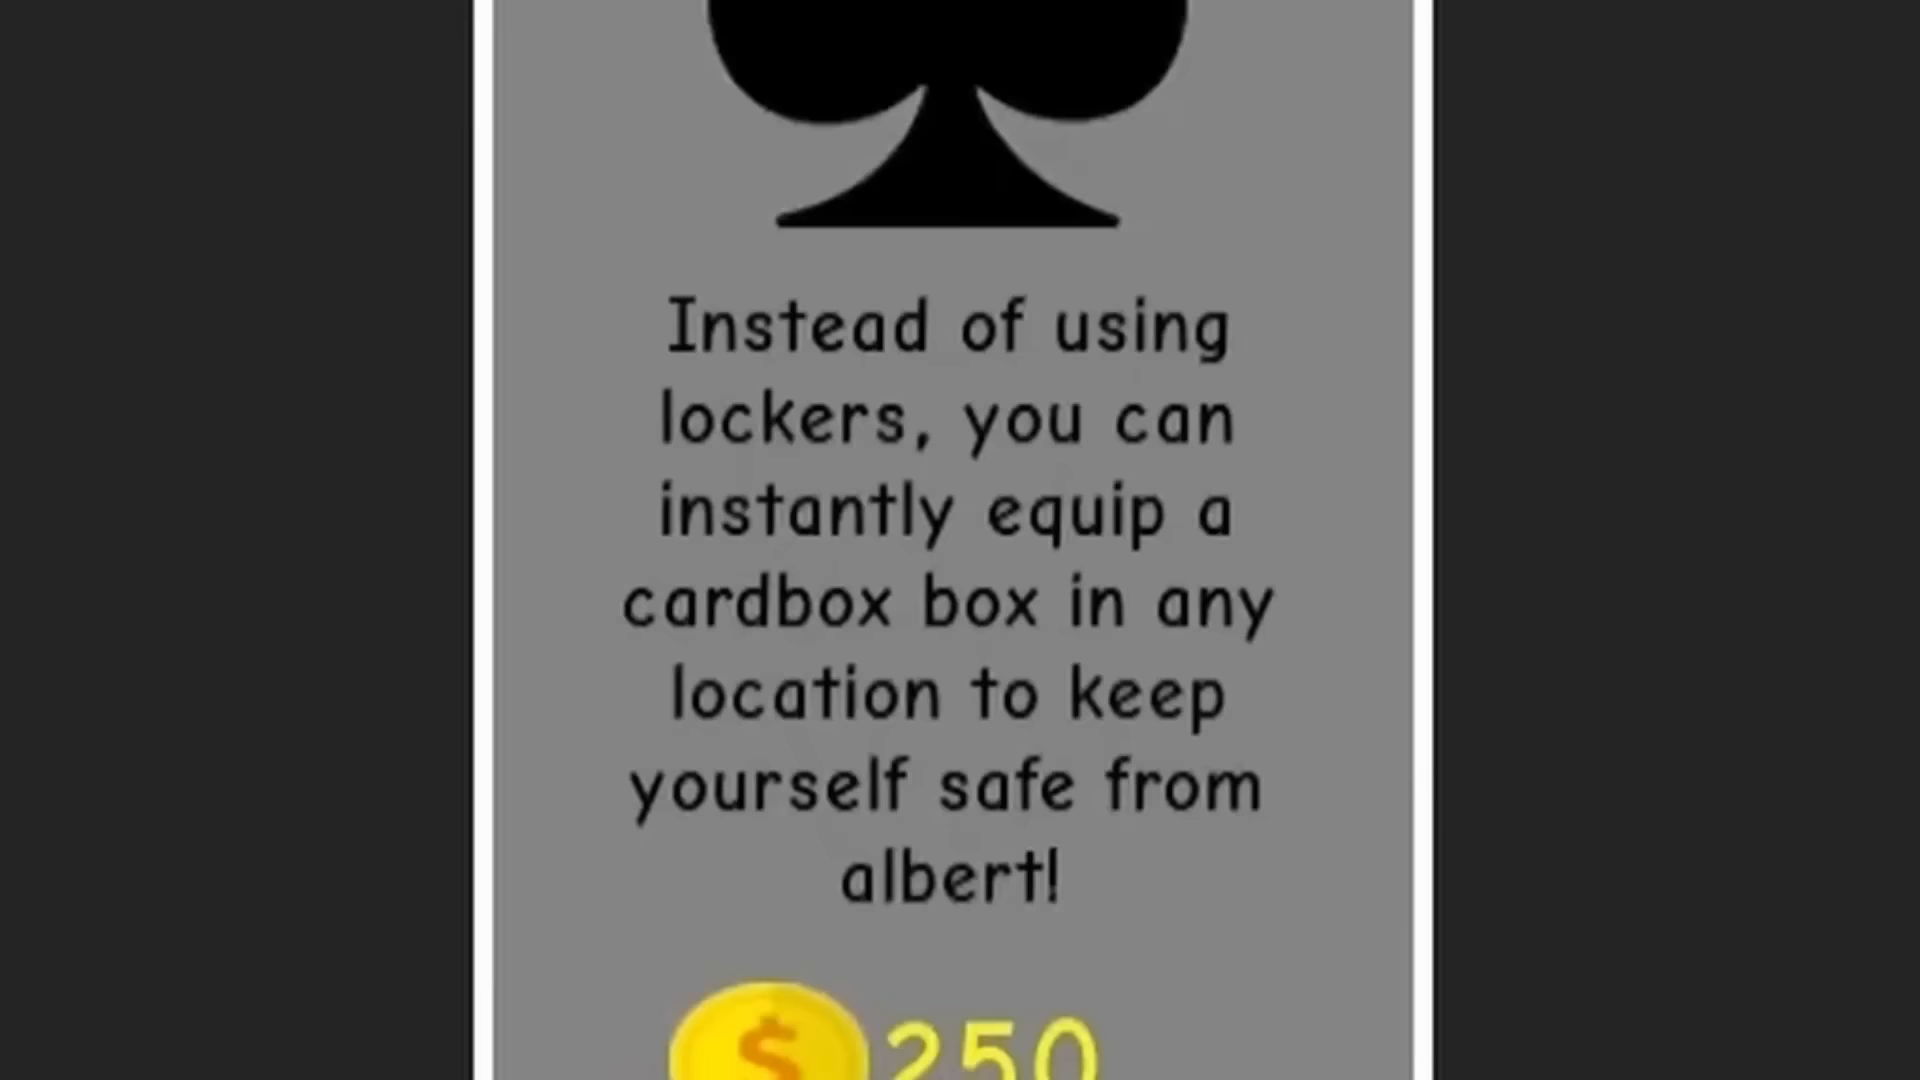 Instead of using
lockers, you can
instantly equip a
cardbox box in any
location to keep
yourself safe from
albert!
$250